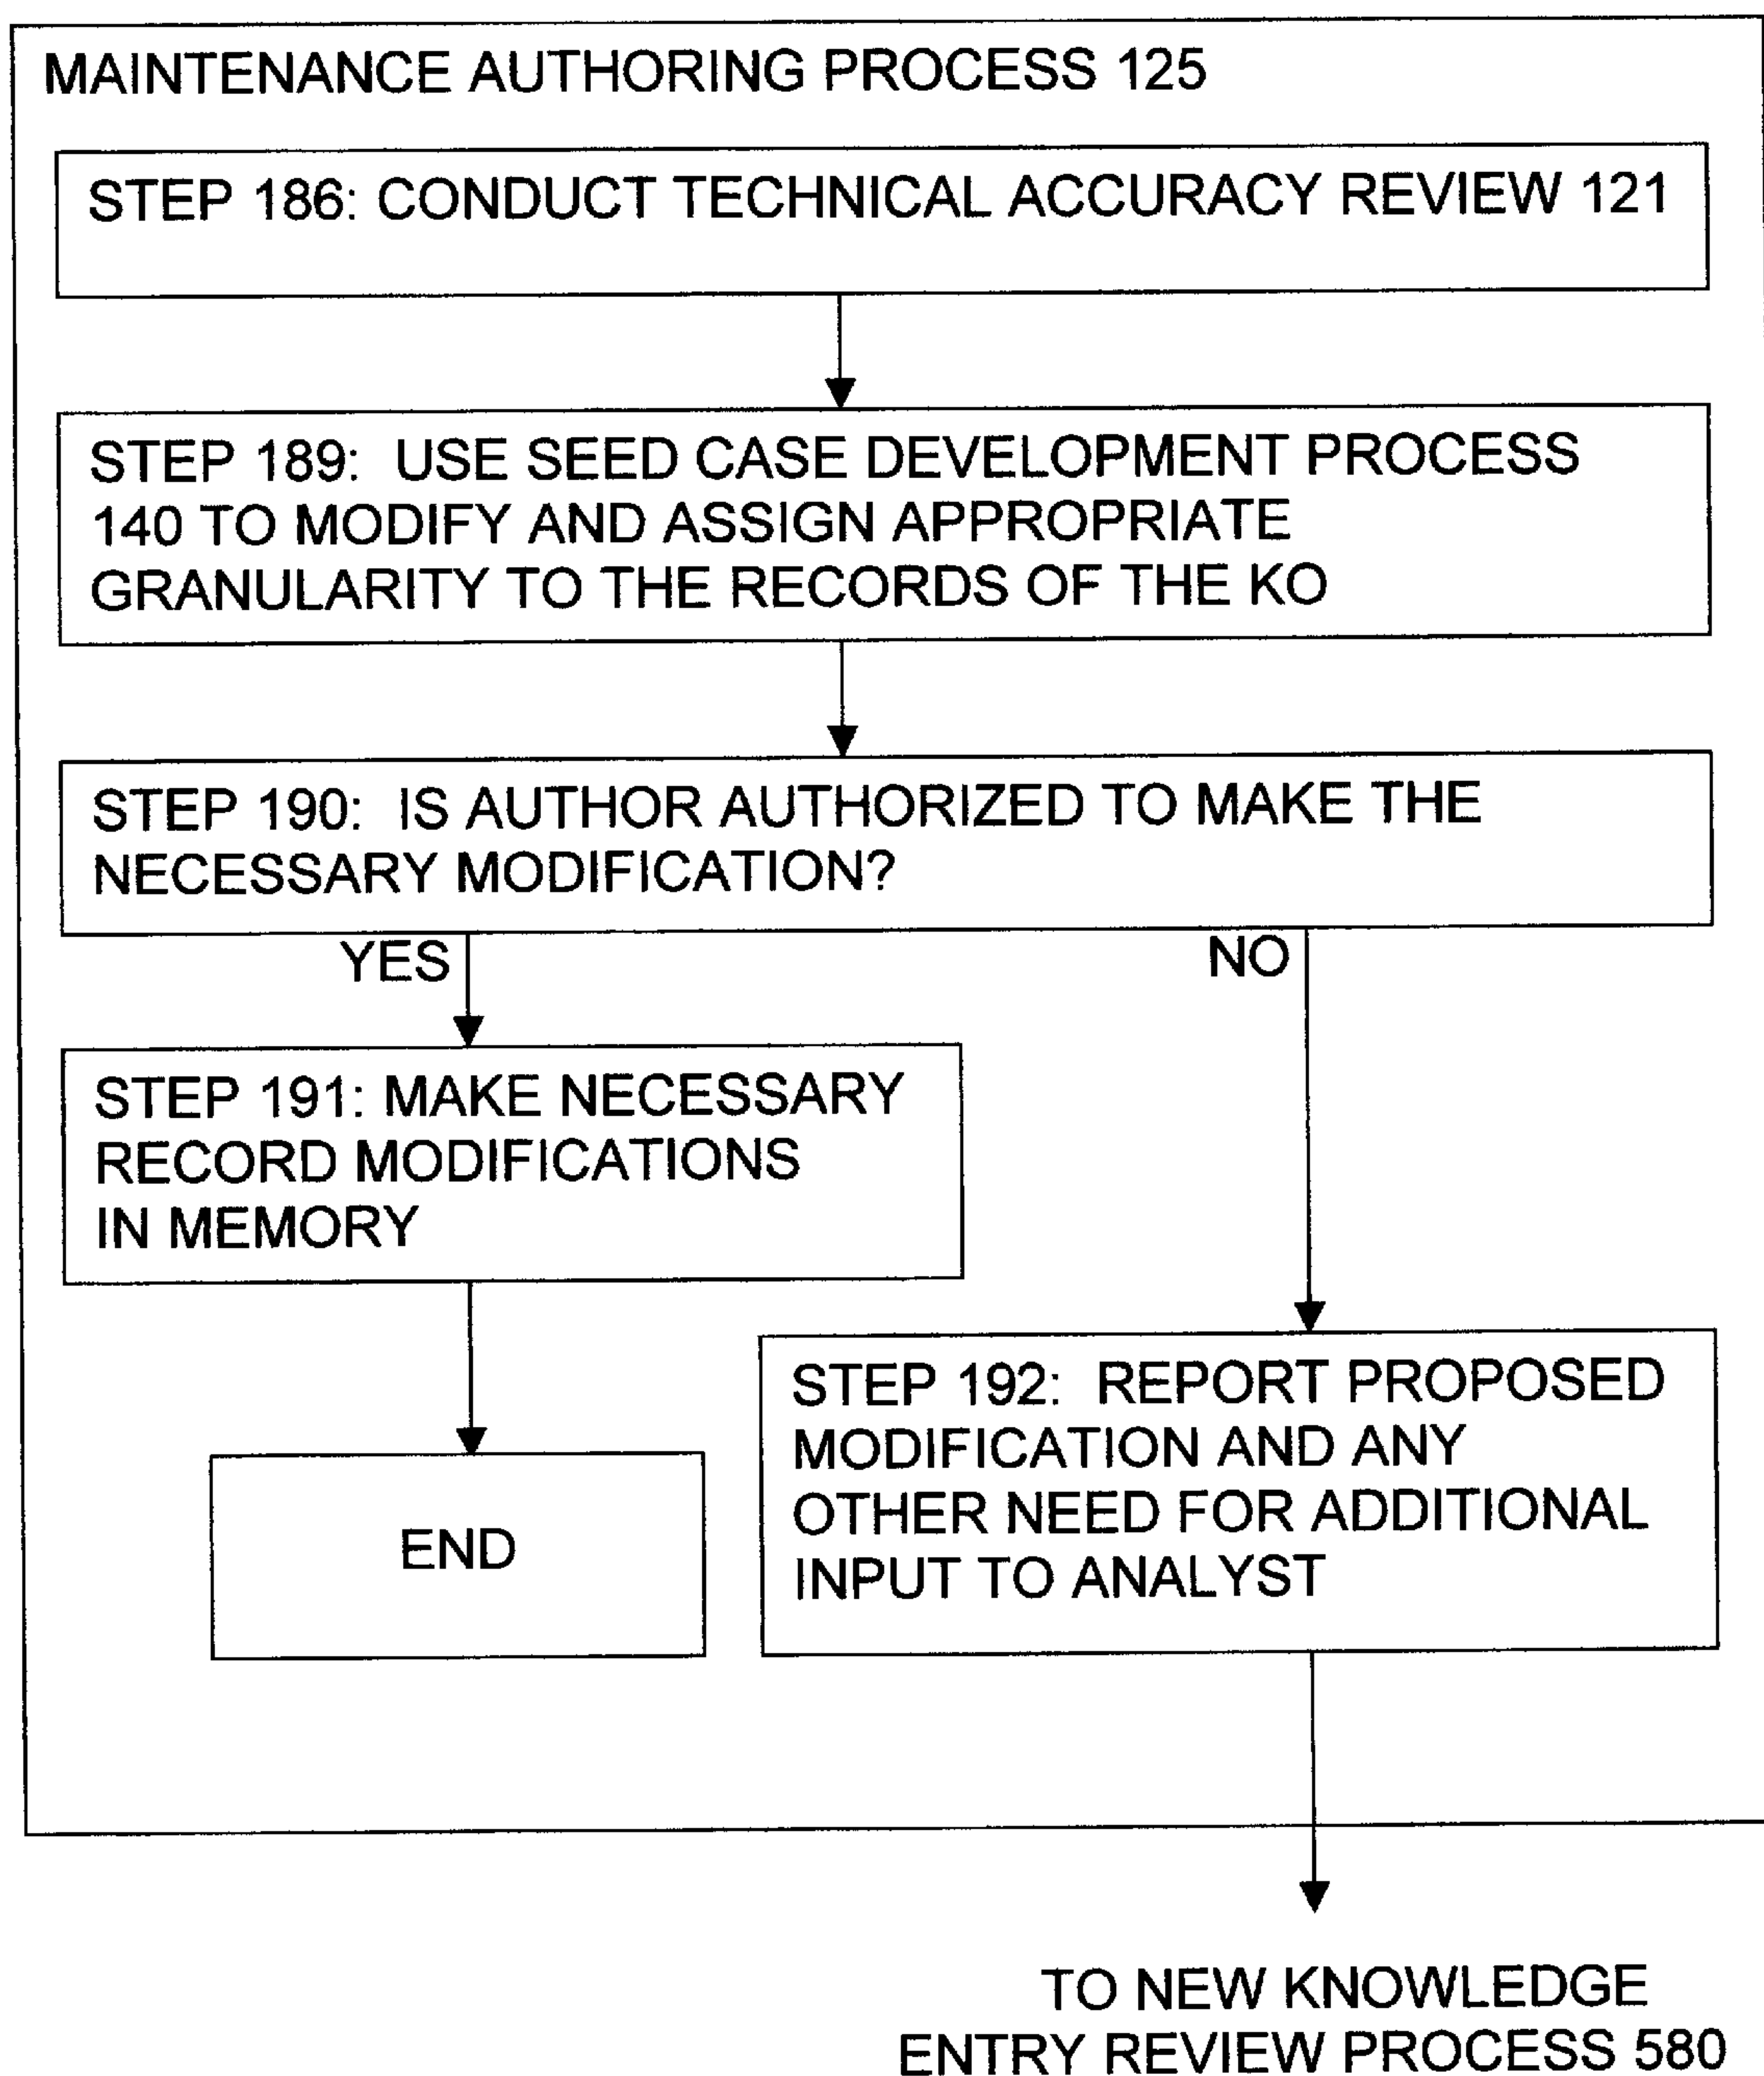 MAINTENANCE AUTHORING PROCESS 125
STEP 186: CONDUCT TECHNICAL ACCURACY REVIEW 121
STEP 189: USE SEED CASE DEVELOPMENT PROCESS
140 TO MODIFY AND ASSIGN APPROPRIATE
GRANULARITY TO THE RECORDS OF THE KO
STEP 190: IS AUTHOR AUTHORIZED TO MAKE THE
NECESSARY MODIFICATION?
YES
NO
STEP 191: MAKE NECESSARY
RECORD MODIFICATIONS
IN MEMORY
STEP 192: REPORT PROPOSED
MODIFICATION AND ANY
OTHER NEED FOR ADDITIONAL
INPUT TO ANALYST
END
TO NEW KNOWLEDGE
ENTRY REVIEW PROCESS 580